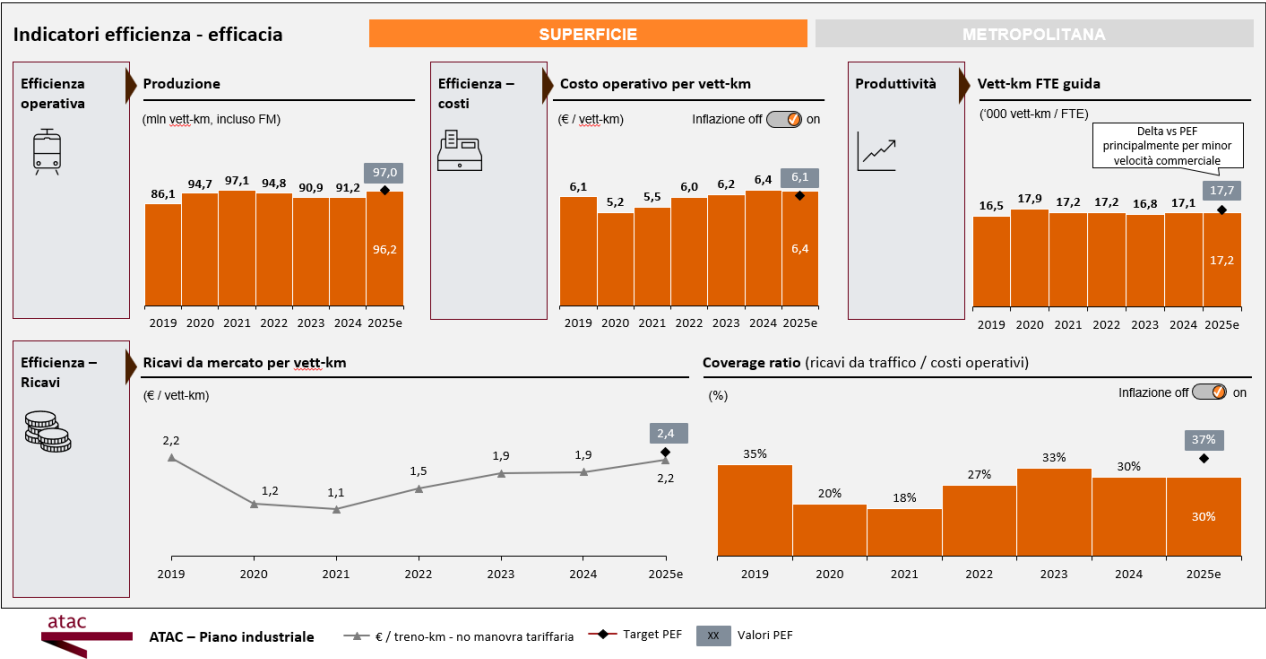 Indicatori efficienza - efficacia
SUPERFICIE
METROPOLITANA
Efficienza
operativa
Produzione
(mln vett-km, incluso FM)
97,0
86,1
94,7
97,1
94,8
90,9
91,2
96,2
2019
2020
2021
2022
2023
2024
2025e
Efficienza –
costi
Costo operativo per vett-km
(€ / vett-km)
Inflazione off
on
6,1
5,2
5,5
6,0
6,2
6,4
6,1
6,4
2019
2020
2021
2022
2023
2024
2025e
Produttività
Vett-km FTE guida
('000 vett-km / FTE)
Delta vs PEF
principalmente per minor
velocità commerciale
16,5
17,9
17,2
17,2
16,8
17,1
17,7
17,2
2019
2020
2021
2022
2023
2024
2025e
Efficienza –
Ricavi
Ricavi da mercato per vett-km
(€ / vett-km)
2,2
1,2
1,1
1,5
1,9
1,9
2,4
2,2
2019
2020
2021
2022
2023
2024
2025e
Coverage ratio (ricavi da traffico / costi operativi)
(%)
Inflazione off
on
35%
20%
18%
27%
33%
30%
37%
30%
2019
2020
2021
2022
2023
2024
2025e
atac
ATAC – Piano industriale
€ / treno-km - no manovra tariffaria
Target PEF
XX
Valori PEF